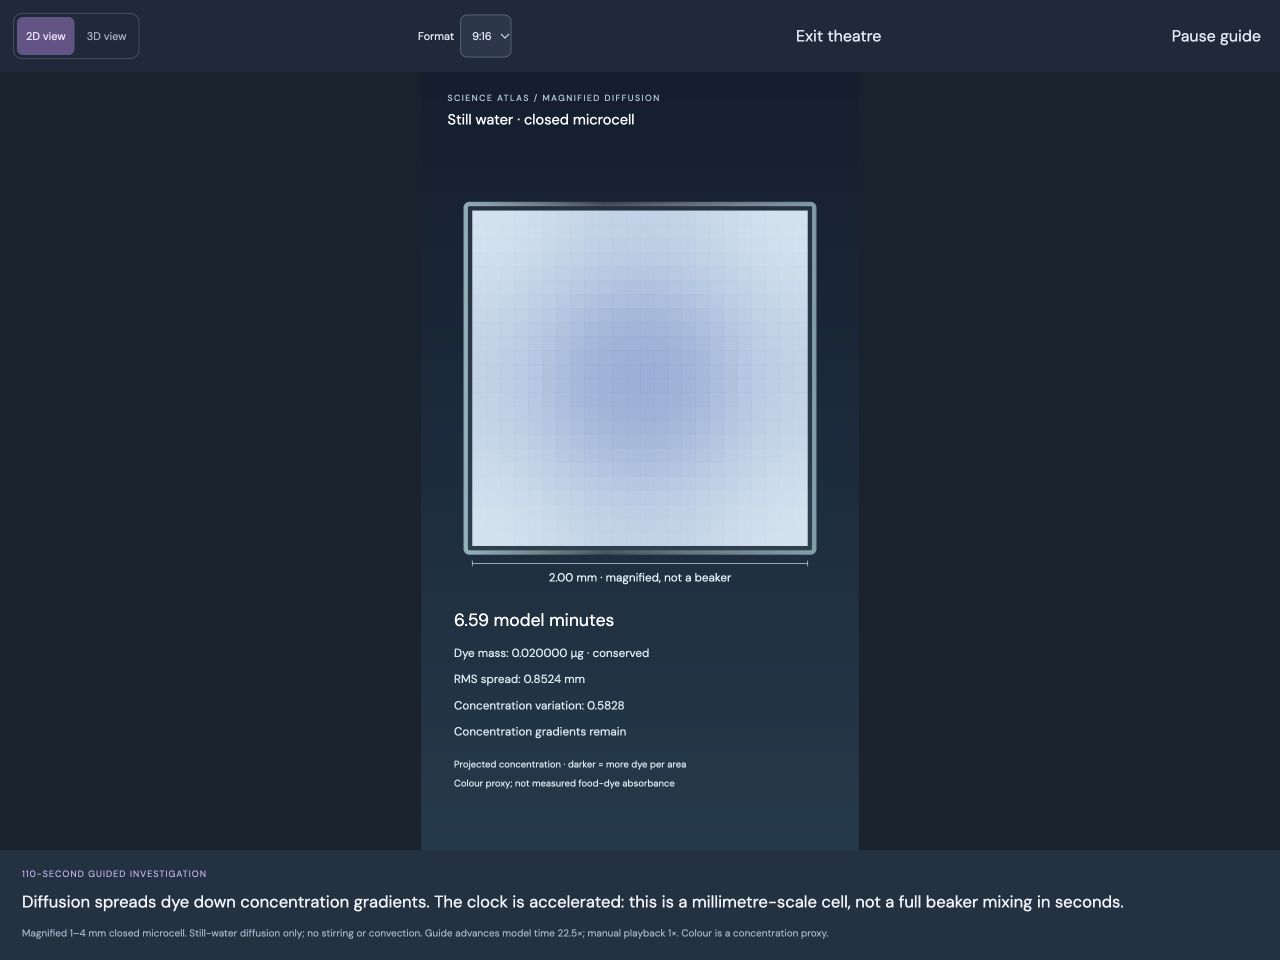 2D view
3D view
Format
9:16
Exit theatre
Pause guide
SCIENCE ATLAS / MAGNIFIED DIFFUSION
Still water · closed microcell
2.00 mm · magnified, not a beaker
6.59 model minutes
Dye mass: 0.020000 µg · conserved
RMS spread: 0.8524 mm
Concentration variation: 0.5828
Concentration gradients remain
Projected concentration · darker = more dye per area
Colour proxy; not measured food-dye absorbance
110-SECOND GUIDED INVESTIGATION
Diffusion spreads dye down concentration gradients. The clock is accelerated: this is a millimetre-scale cell, not a full beaker mixing in seconds.
Magnified 1–4 mm closed microcell. Still-water diffusion only; no stirring or convection. Guide advances model time 22.5×; manual playback 1×. Colour is a concentration proxy.